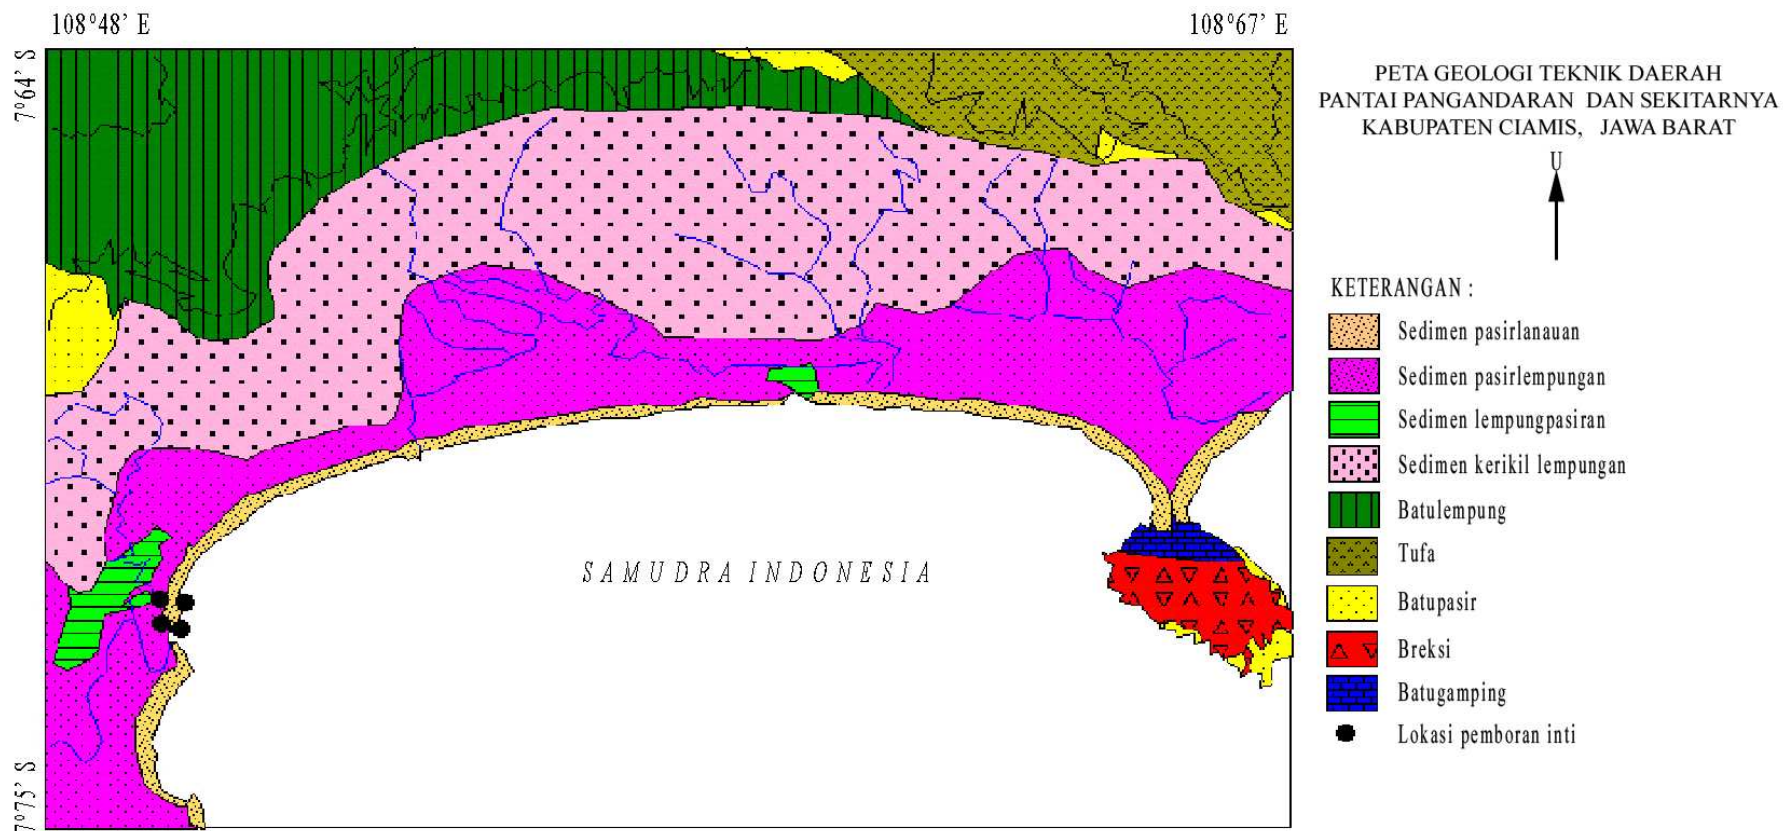 108°48' E
108°67' E
7°64' S
7°75' S
SAMUDRA INDONESIA
PETA GEOLOGI TEKNIK DAERAH
PANTAI PANGANDARAN DAN SEKITARNYA
KABUPATEN CIAMIS, JAWA BARAT
U
KETERANGAN :
Sedimen pasirlanauan
Sedimen pasirlempungan
Sedimen lempungpasiran
Sedimen kerikil lempungan
Batulempung
Tufa
Batupasir
Breksi
Batugamping
Lokasi pemboran inti